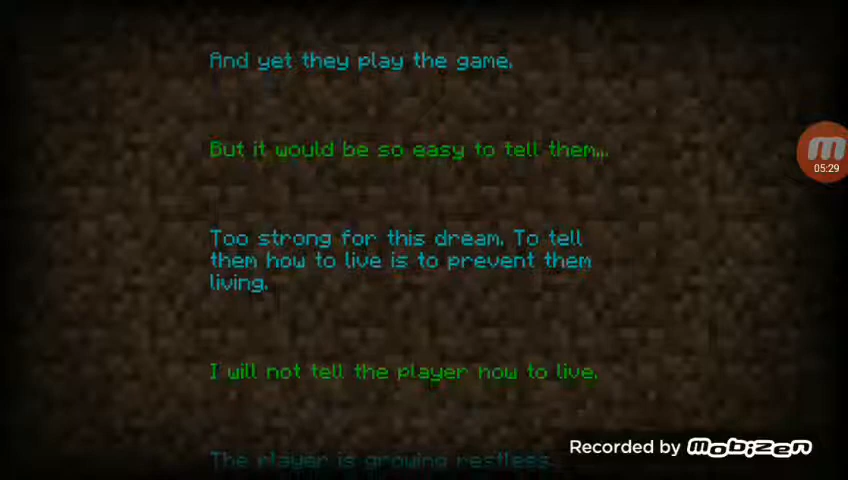 And yet they play the game.
But it would be so easy to tell them...
Too strong for this dream. To tell
them how to live is to prevent them
living.
I will not tell the player how to live.
The player is growing restless.
05:29
Recorded by mobizen